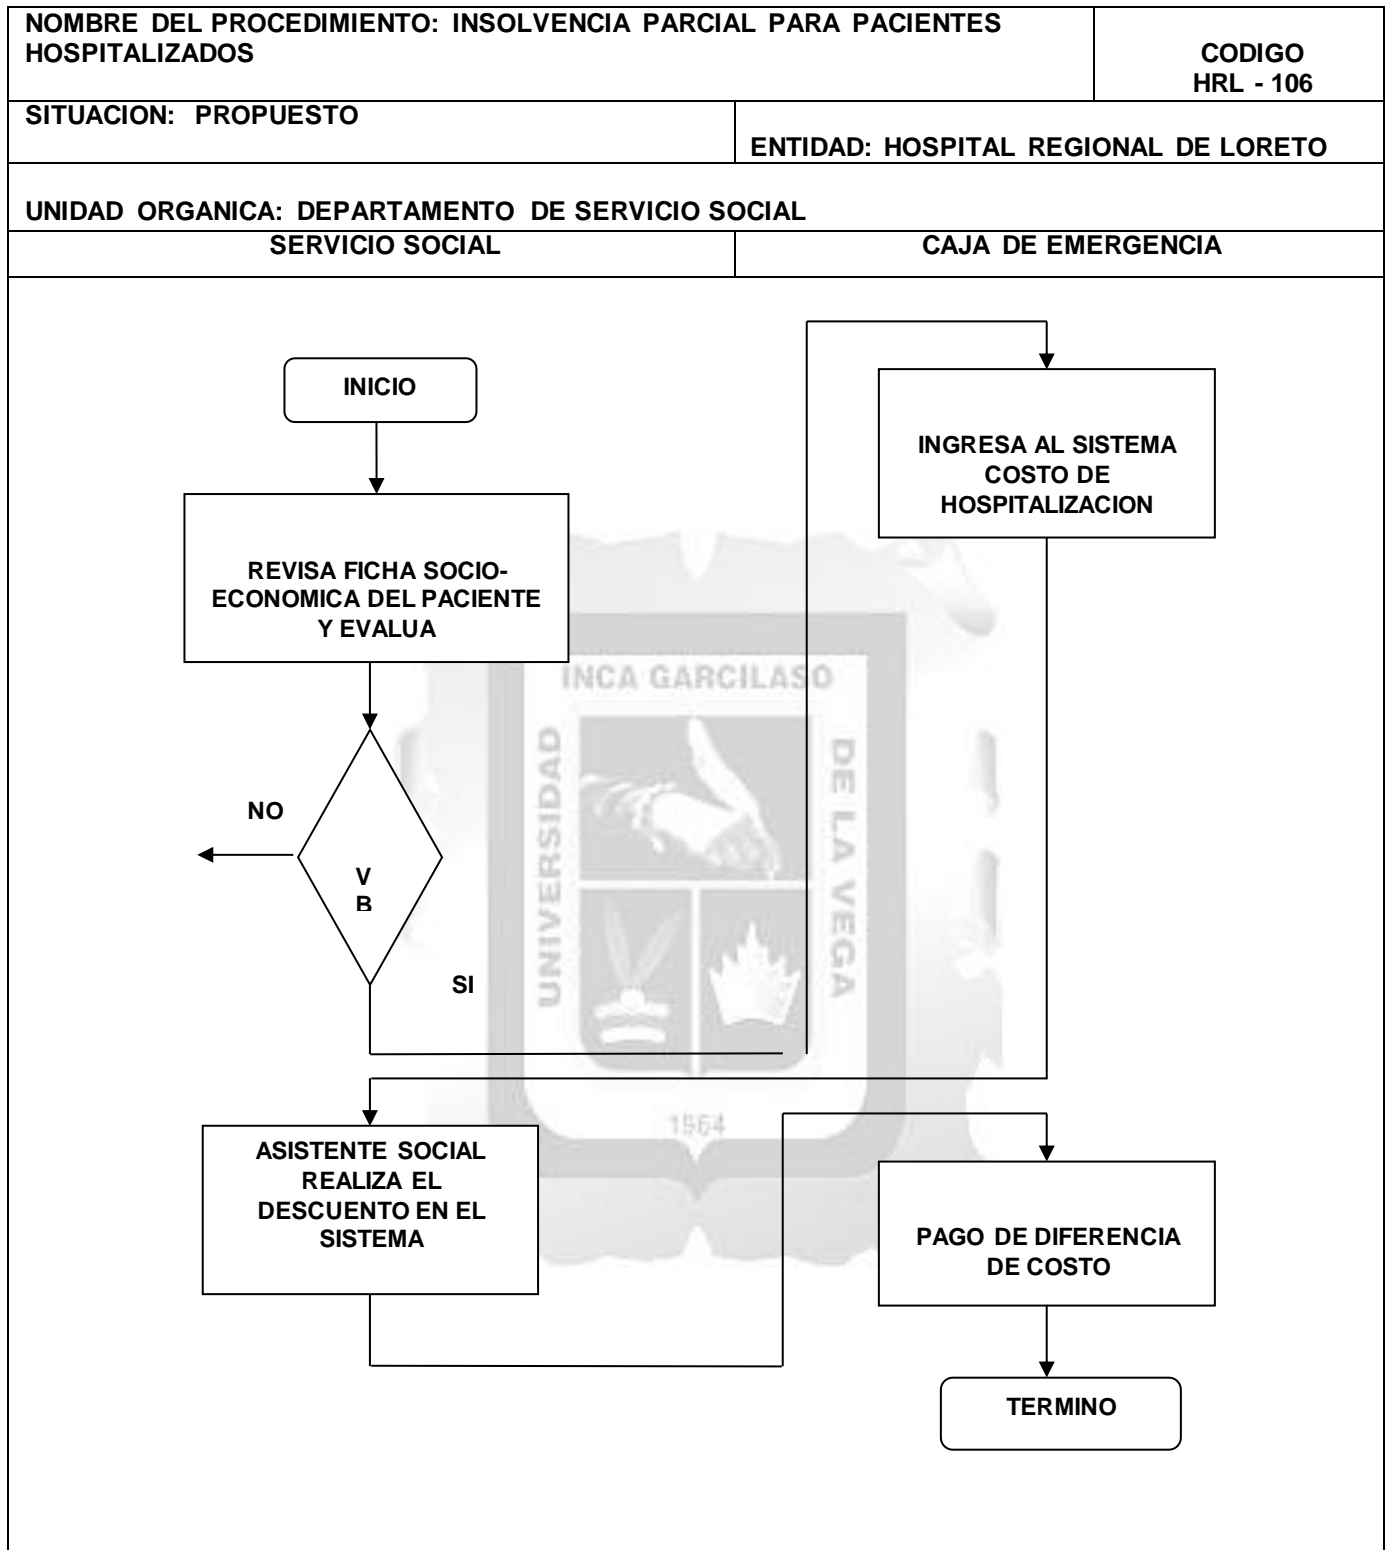 NOMBRE DEL PROCEDIMIENTO: INSOLVENCIA PARCIAL PARA PACIENTES
HOSPITALIZADOS
CODIGO
HRL - 106
SITUACION: PROPUESTO
ENTIDAD: HOSPITAL REGIONAL DE LORETO
UNIDAD ORGANICA: DEPARTAMENTO DE SERVICIO SOCIAL
SERVICIO SOCIAL
CAJA DE EMERGENCIA
INICIO
REVISA FICHA SOCIO-
ECONOMICA DEL PACIENTE
Y EVALUA
NO
V
B
SI
INGRESA AL SISTEMA
COSTO DE
HOSPITALIZACION
ASISTENTE SOCIAL
REALIZA EL
DESCUENTO EN EL
SISTEMA
PAGO DE DIFERENCIA
DE COSTO
TERMINO
UNIVERSIDAD
INCA GARCILASO
DE LA VEGA
1964